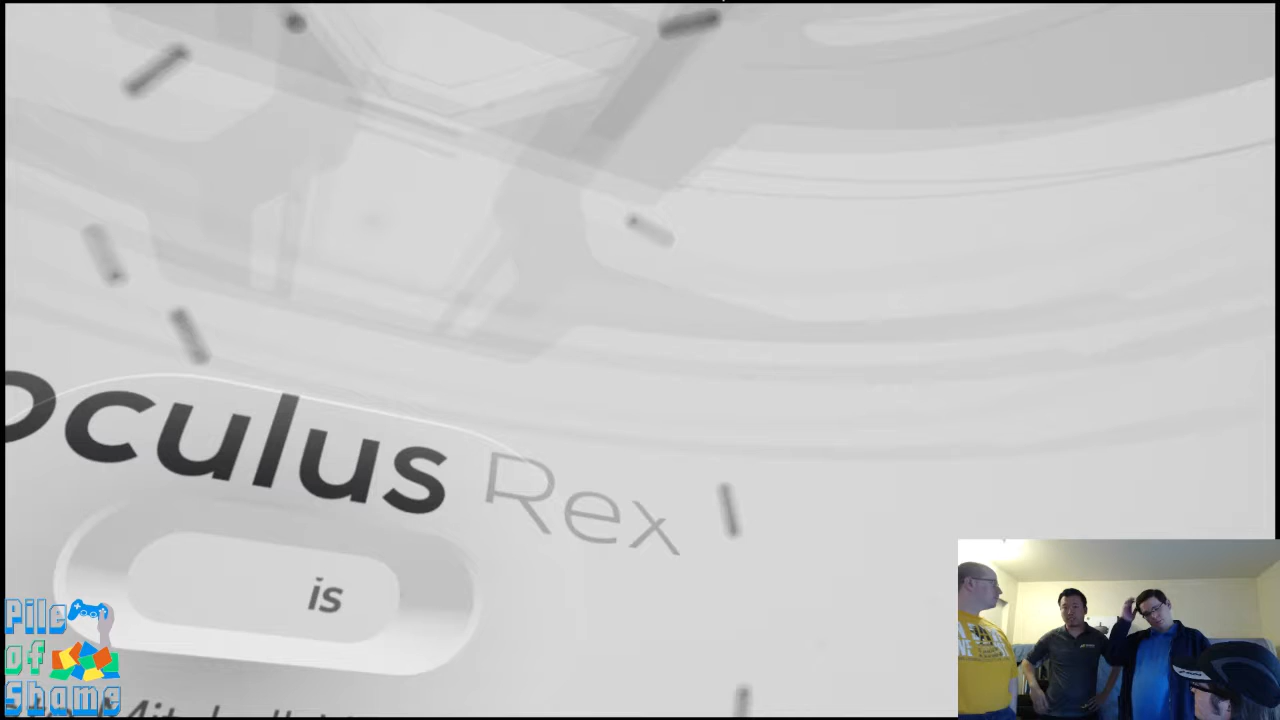 oculus Rex
is
Pile
of
Shame